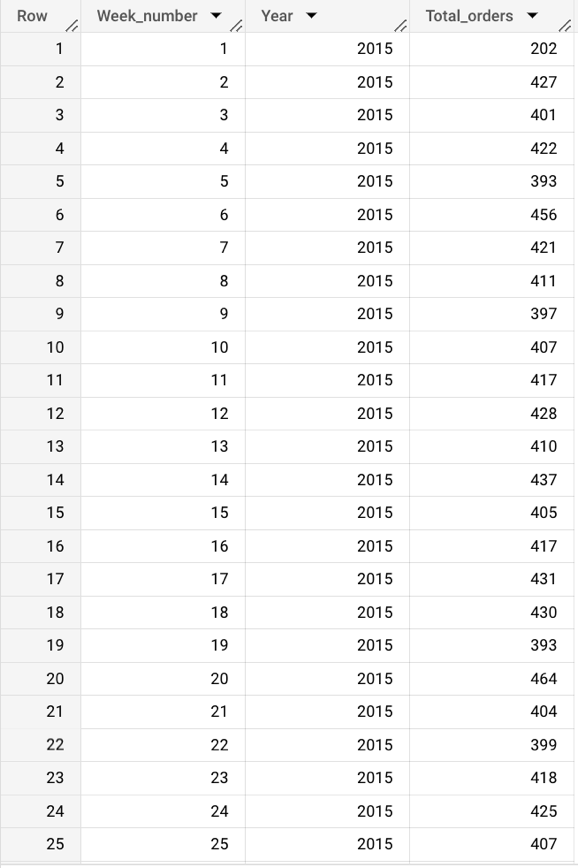 Row Week_number Year Total_orders
1 1 2015 202
2 2 2015 427
3 3 2015 401
4 4 2015 422
5 5 2015 393
6 6 2015 456
7 7 2015 421
8 8 2015 411
9 9 2015 397
10 10 2015 407
11 11 2015 417
12 12 2015 428
13 13 2015 410
14 14 2015 437
15 15 2015 405
16 16 2015 417
17 17 2015 431
18 18 2015 430
19 19 2015 393
20 20 2015 464
21 21 2015 404
22 22 2015 399
23 23 2015 418
24 24 2015 425
25 25 2015 407